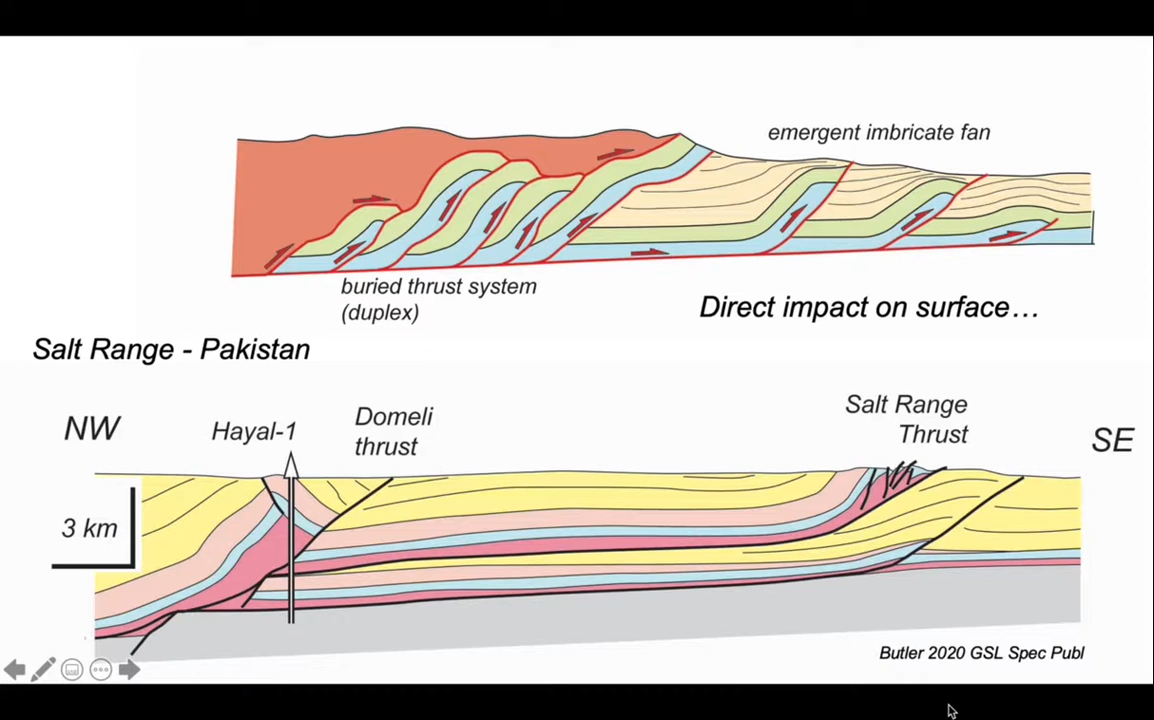 emergent imbricate fan
buried thrust system
(duplex)
Direct impact on surface…
Salt Range - Pakistan
NW
Hayal-1
Domeli
thrust
Salt Range
Thrust
SE
3 km
Butler 2020 GSL Spec Publ